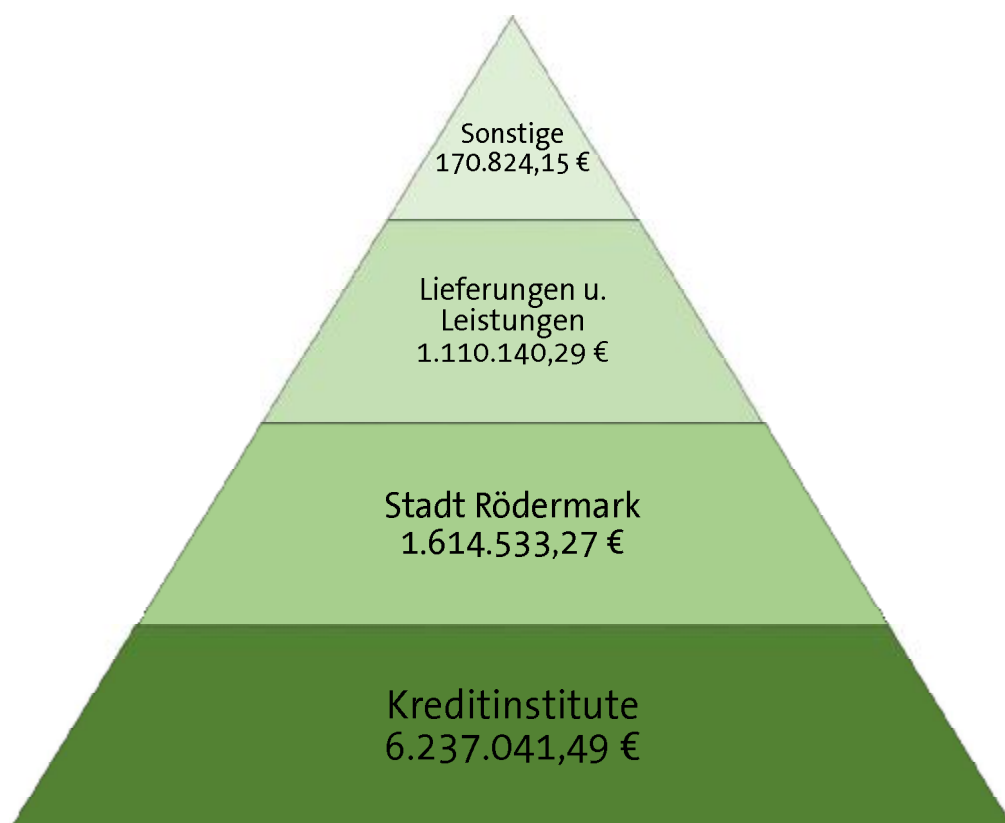 Sonstige
170.824,15 €
Lieferungen u.
Leistungen
1.110.140,29 €
Stadt Rödermark
1.614.533,27 €
Kreditinstitute
6.237.041,49 €